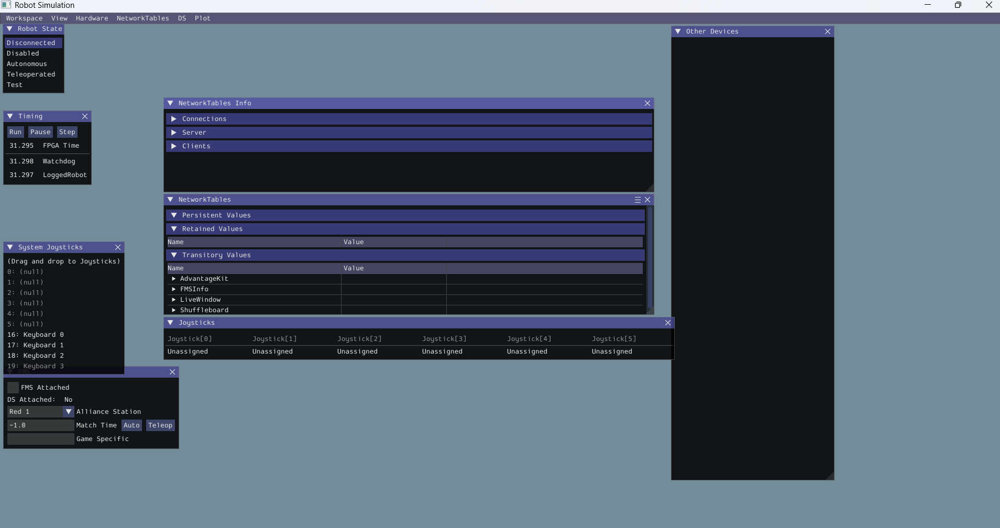 Robot Simulation
Workspace View Hardware NetworkTables DS Plot
Robot State
Disconnected
Disabled
Autonomous
Teleoperated
Test
Timing
Run Pause Step
31.295 FPGA Time
31.298 Watchdog
31.297 LoggedRobot
System Joysticks
(Drag and drop to Joysticks)
0: (null)
1: (null)
2: (null)
3: (null)
4: (null)
5: (null)
16: Keyboard 0
17: Keyboard 1
18: Keyboard 2
19: Keyboard 3
FMS
FMS Attached
DS Attached: No
Red 1 Alliance Station
-1.0 Match Time Auto Teleop
Game Specific
NetworkTables Info
Connections
Server
Clients
NetworkTables
Persistent Values
Retained Values
Name Value
Transitory Values
Name Value
AdvantageKit
FMSInfo
LiveWindow
Shuffleboard
Joysticks
Joystick[0] Joystick[1] Joystick[2] Joystick[3] Joystick[4] Joystick[5]
Unassigned Unassigned Unassigned Unassigned Unassigned Unassigned
Other Devices